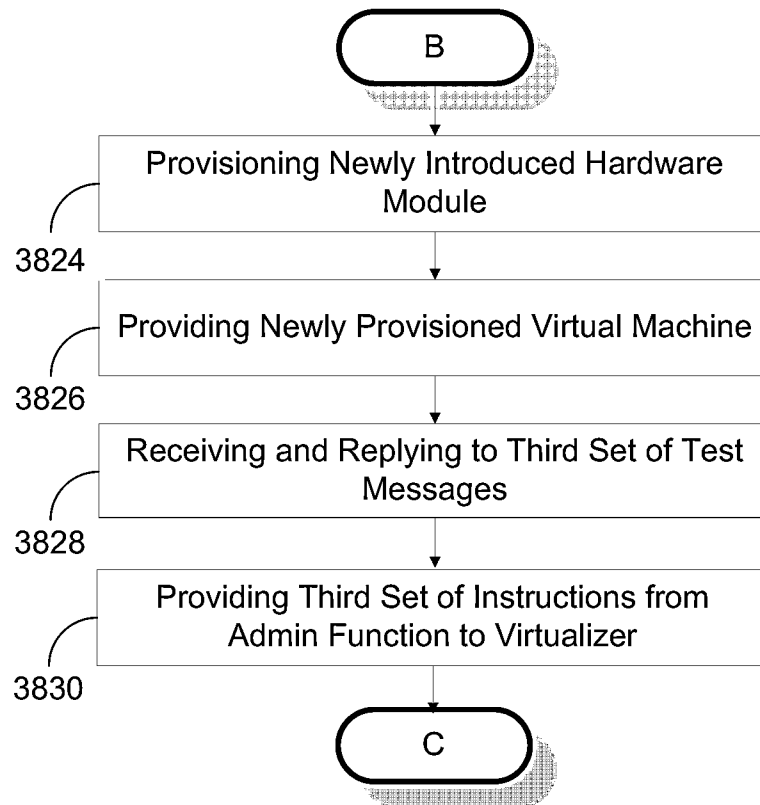 B
Provisioning Newly Introduced Hardware
Module
3824
Providing Newly Provisioned Virtual Machine
3826
Receiving and Replying to Third Set of Test
Messages
3828
Providing Third Set of Instructions from
Admin Function to Virtualizer
3830
C